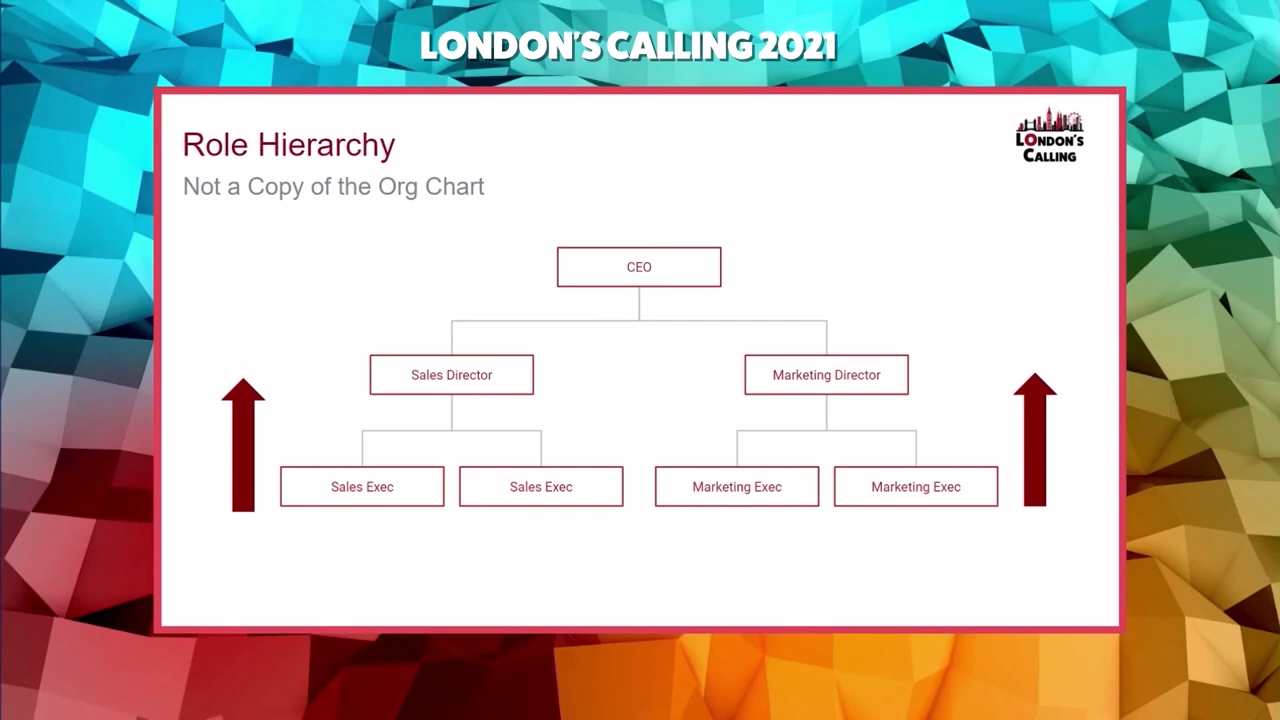 LONDON'S CALLING 2021
Role Hierarchy
Not a Copy of the Org Chart
LONDON'S
CALLING
CEO
Sales Director
Marketing Director
Sales Exec
Sales Exec
Marketing Exec
Marketing Exec